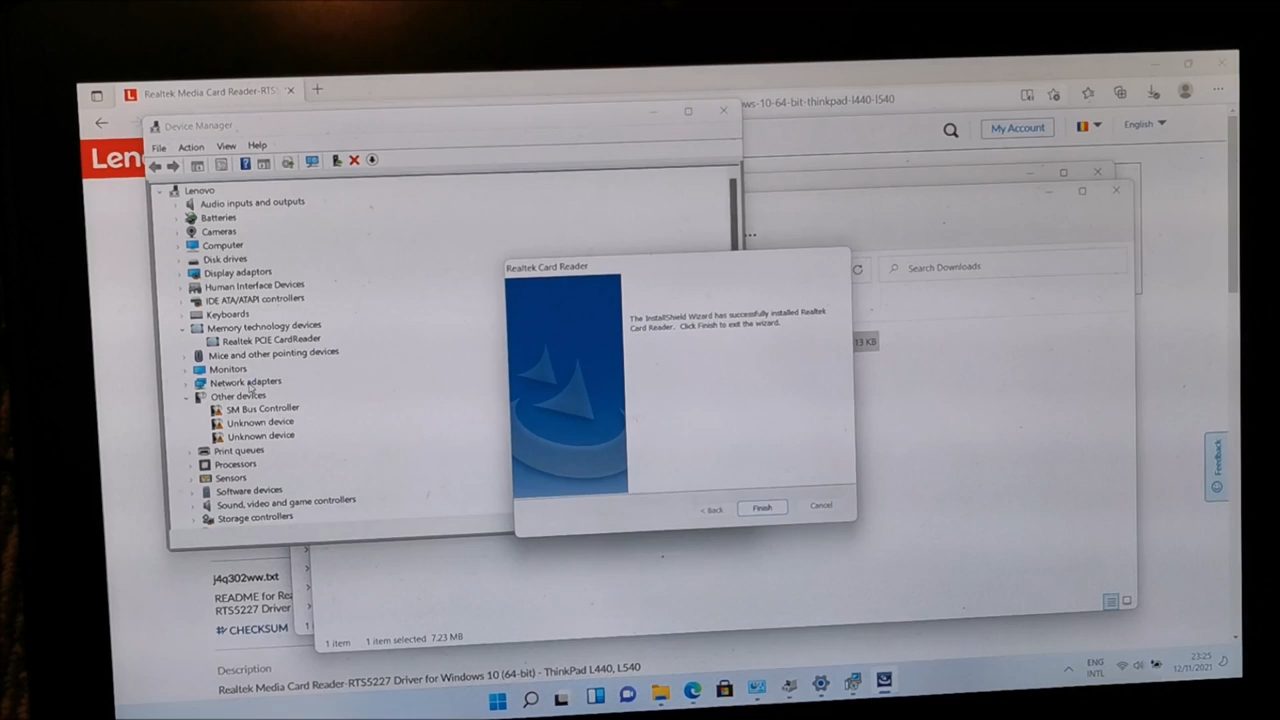 Realtek Media Card Reader-RTS5
ws-10-64-bit-thinkpad-l440-l540
Device Manager
File Action View Help
Leno
My Account
English
Lenovo
Audio inputs and outputs
Batteries
Cameras
Computer
Disk drives
Display adaptors
Human Interface Devices
IDE ATA/ATAPI controllers
Keyboards
Memory technology devices
Realtek PCIE CardReader
Mice and other pointing devices
Monitors
Network adapters
Other devices
SM Bus Controller
Unknown device
Unknown device
Print queues
Processors
Sensors
Software devices
Sound, video and game controllers
Storage controllers
Realtek Card Reader
The InstallShield Wizard has successfully installed Realtek
Card Reader. Click Finish to exit the wizard.
< Back Finish Cancel
Search Downloads
13 KB
Feedback
1 item 1 item selected 7.23 MB
j4q302ww.txt
README for Rea
RTS5227 Driver
CHECKSUM
Description
Realtek Media Card Reader-RTS5227 Driver for Windows 10 (64-bit) - ThinkPad L440, L540
ENG
INTL
23:25
12/11/2021